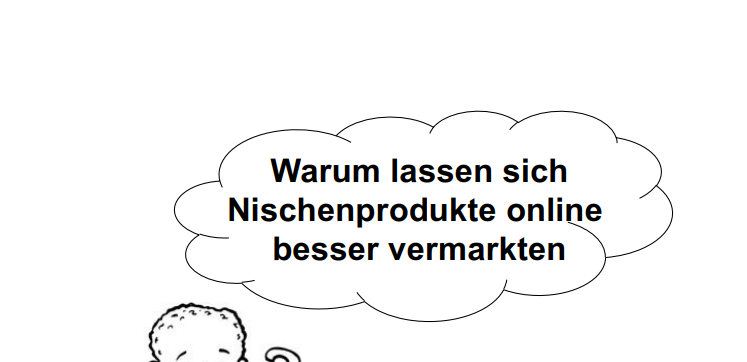 Warum lassen sich
Nischenprodukte online
besser vermarkten